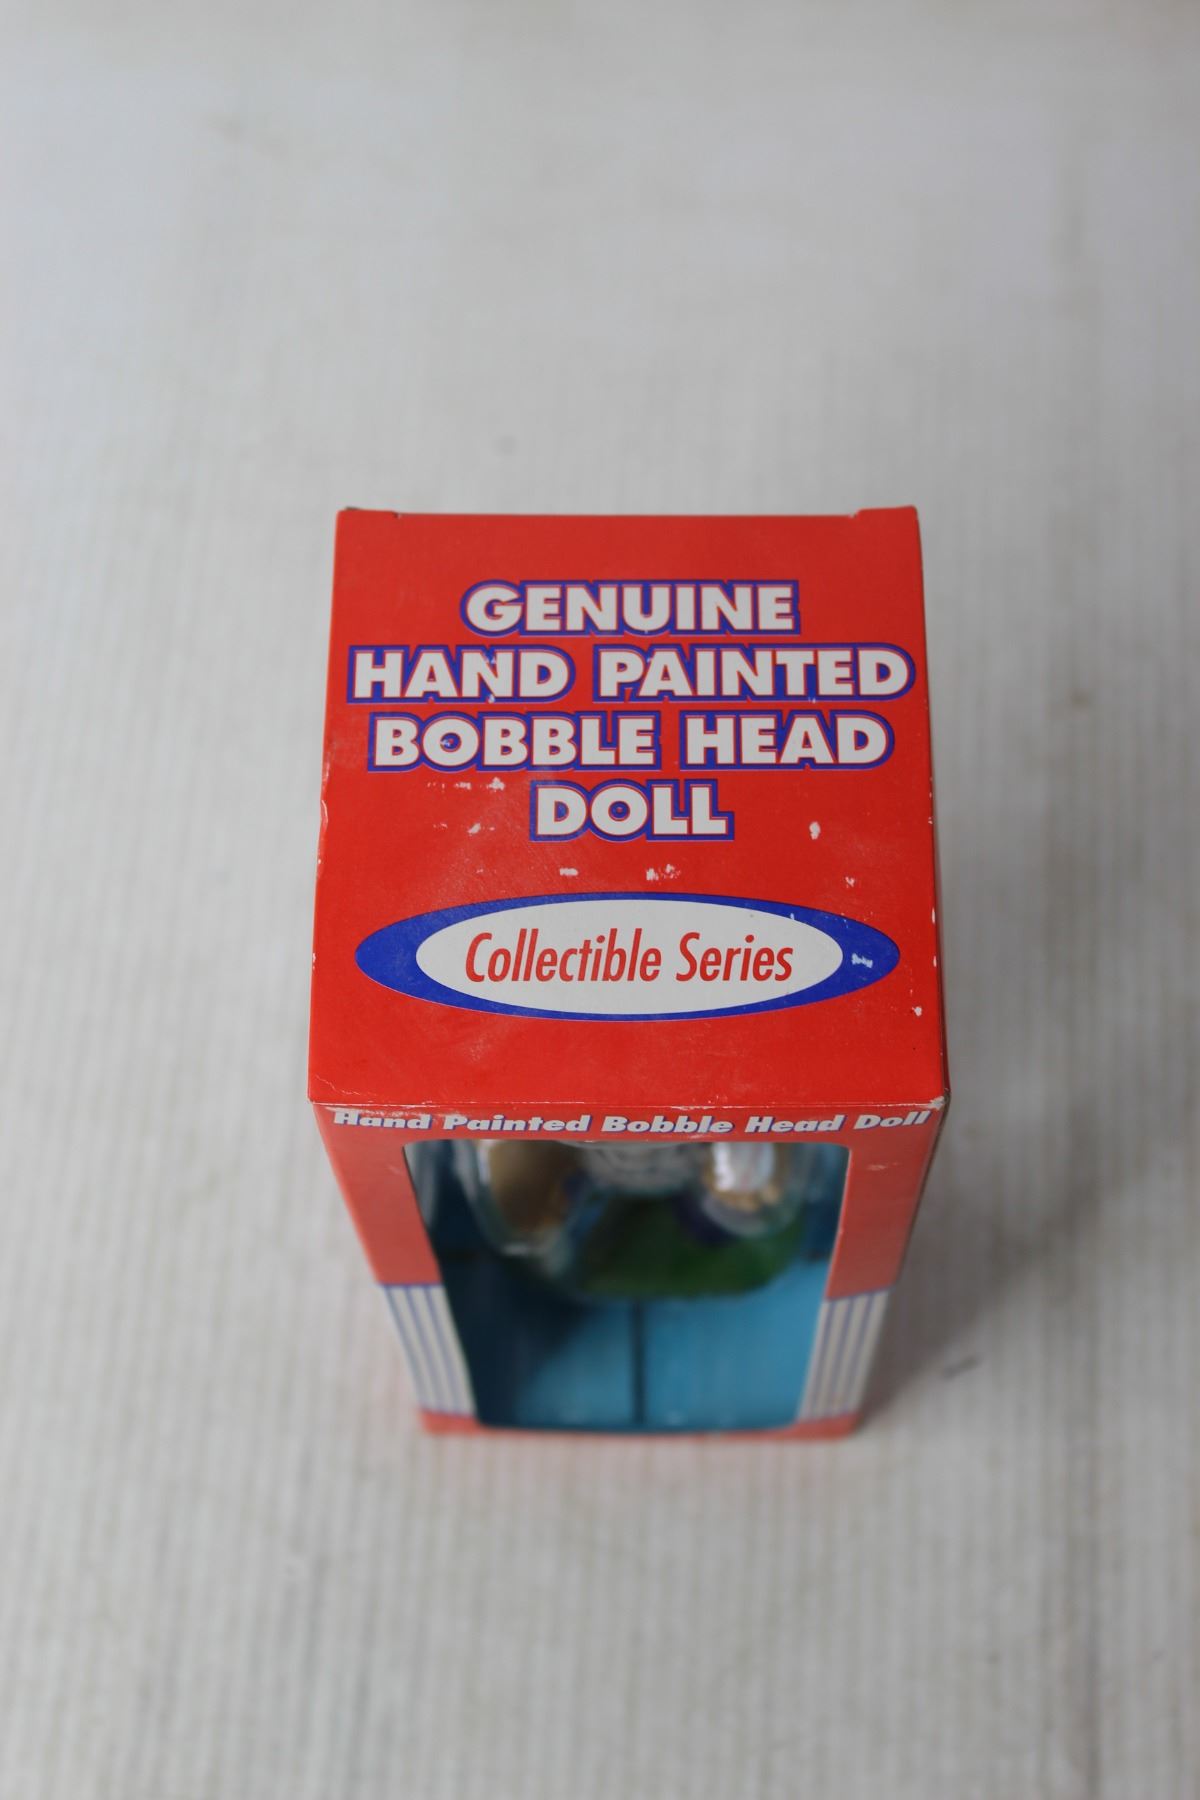 GENUINE
HAND PAINTED
BOBBLE HEAD
DOLL
Collectible Series
Hand Painted Bobble Head Doll